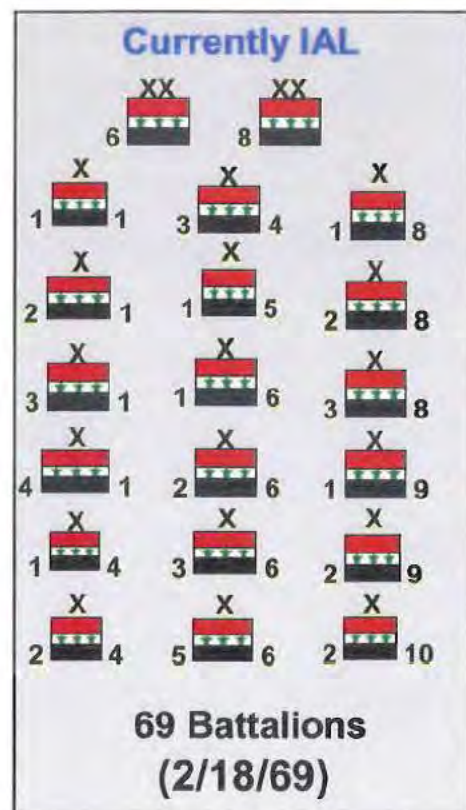 Currently IAL
XX XX
6 8
X X X
1 1 3 4 1 8
X X X
2 1 1 5 2 8
X X X
3 1 1 6 3 8
X X X
4 1 2 6 1 9
X X X
1 4 3 6 2 9
X X X
2 4 5 6 2 10
69 Battalions
(2/18/69)